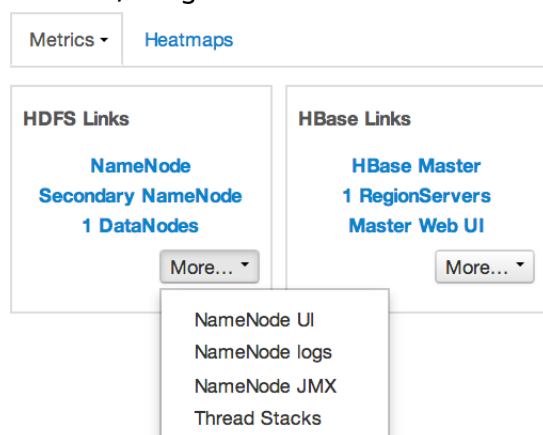 Metrics Heatmaps
HDFS Links
NameNode
Secondary NameNode
1 DataNodes
More...
NameNode UI
NameNode logs
NameNode JMX
Thread Stacks
HBase Links
HBase Master
1 RegionServers
Master Web UI
More...